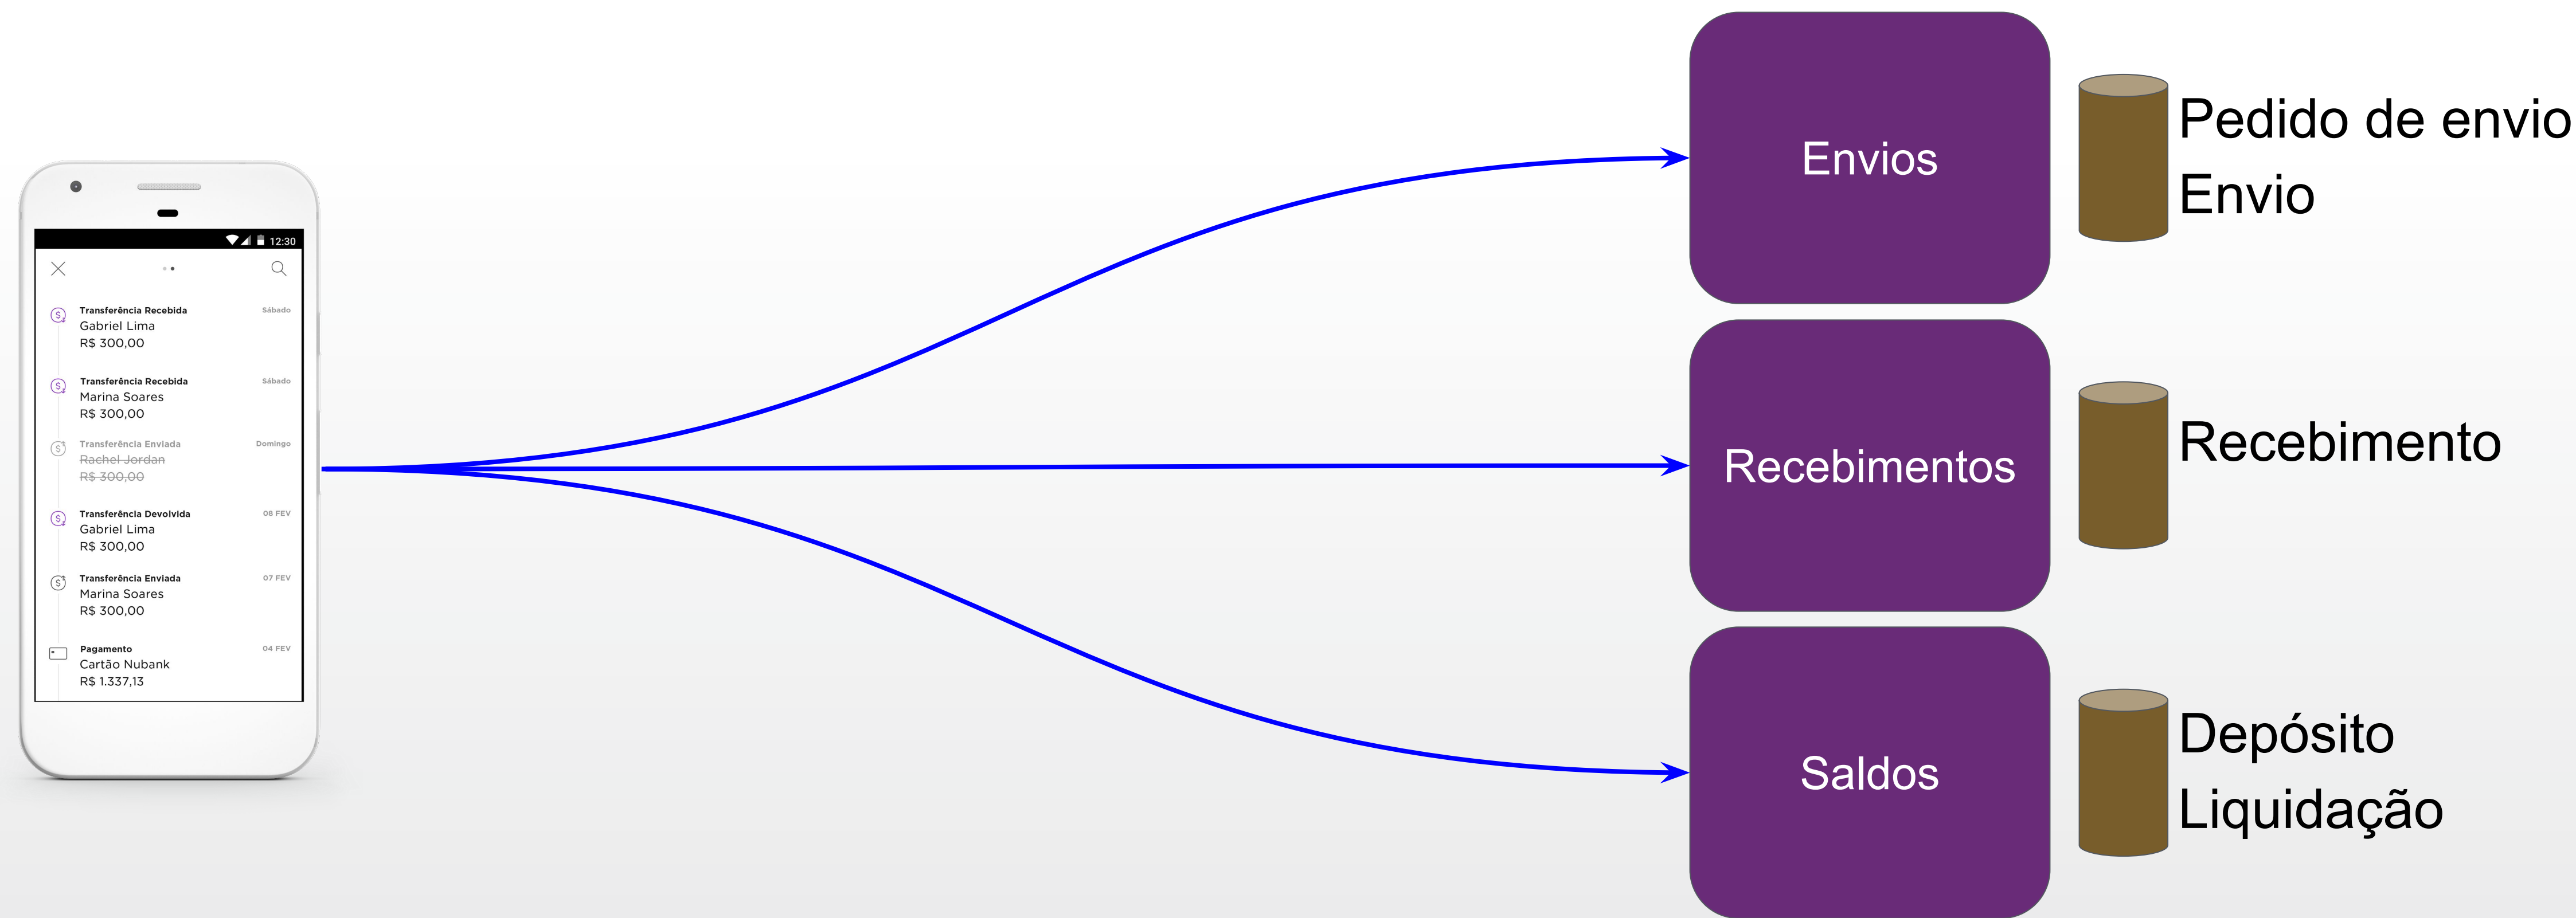 12:30
Transferência Recebida Sábado
Gabriel Lima
R$ 300,00
Transferência Recebida Sábado
Marina Soares
R$ 300,00
Transferência Enviada Domingo
Rachel Jordan
R$ 300,00
Transferência Devolvida 08 FEV
Gabriel Lima
R$ 300,00
Transferência Enviada 07 FEV
Marina Soares
R$ 300,00
Pagamento 04 FEV
Cartão Nubank
R$ 1.337,13
Envios
Pedido de envio
Envio
Recebimentos
Recebimento
Saldos
Depósito
Liquidação